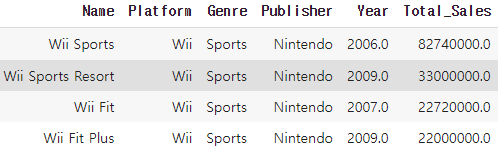 Name Platform Genre Publisher Year Total_Sales
Wii Sports Wii Sports Nintendo 2006.0 82740000.0
Wii Sports Resort Wii Sports Nintendo 2009.0 33000000.0
Wii Fit Wii Sports Nintendo 2007.0 22720000.0
Wii Fit Plus Wii Sports Nintendo 2009.0 22000000.0